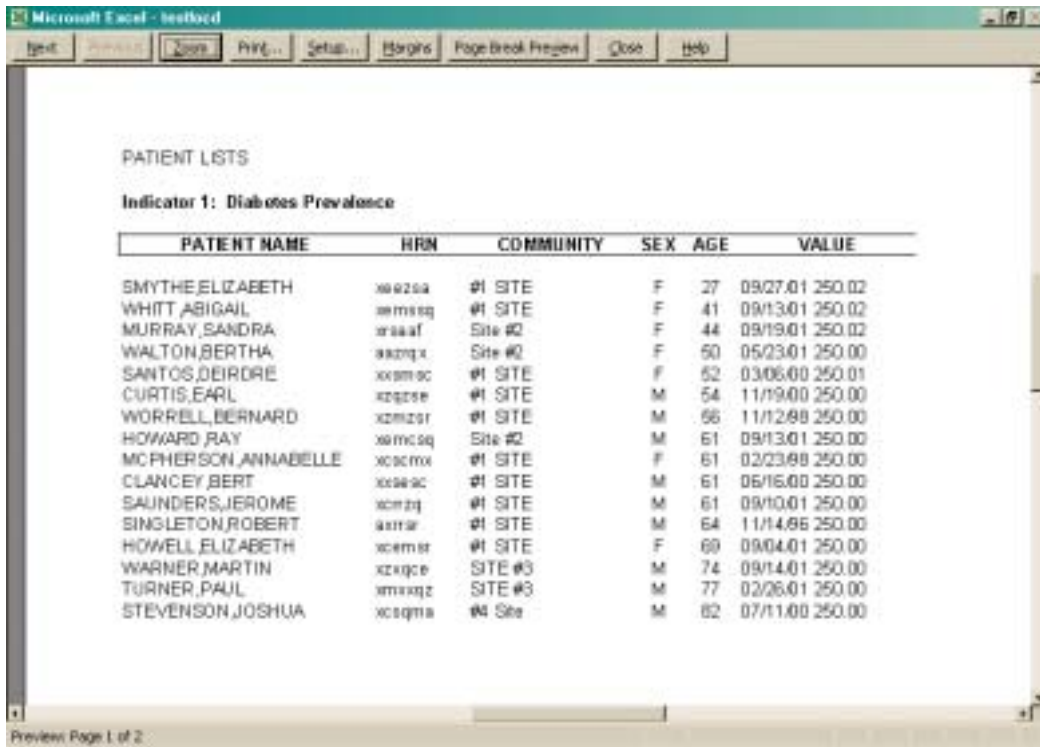 Microsoft Excel - testlocd
Next Zoom Print... Setup... Margins Page Break Preview Close Help
PATIENT LISTS
Indicator 1: Diabetes Prevalence
PATIENT NAME HRN COMMUNITY SEX AGE VALUE
SMYTHE,ELIZABETH #1 SITE F 27 09/27/01 250.02
WHITT,ABIGAIL #1 SITE F 41 09/13/01 250.02
MURRAY,SANDRA Site #2 F 44 09/19/01 250.02
WALTON,BERTHA Site #2 F 50 05/23/01 250.00
SANTOS,DEIRDRE #1 SITE F 52 03/06/00 250.01
CURTIS,EARL xzqzse #1 SITE M 54 11/19/00 250.00
WORRELL,BERNARD xzmzsr #1 SITE M 56 11/12/98 250.00
HOWARD,RAY xemcsq Site #2 M 61 09/13/01 250.00
MCPHERSON,ANNABELLE xcscmx #1 SITE F 61 02/23/98 250.00
CLANCEY,BERT #1 SITE M 61 06/16/00 250.00
SAUNDERS,JEROME #1 SITE M 61 09/10/01 250.00
SINGLETON,ROBERT #1 SITE M 64 11/14/96 250.00
HOWELL,ELIZABETH xcemsr #1 SITE F 69 09/04/01 250.00
WARNER,MARTIN xzxqce SITE #3 M 74 09/14/01 250.00
TURNER,PAUL xmxxqz SITE #3 M 77 02/26/01 250.00
STEVENSON,JOSHUA xcsqma #4 Site M 82 07/11/00 250.00
Preview: Page 1 of 2